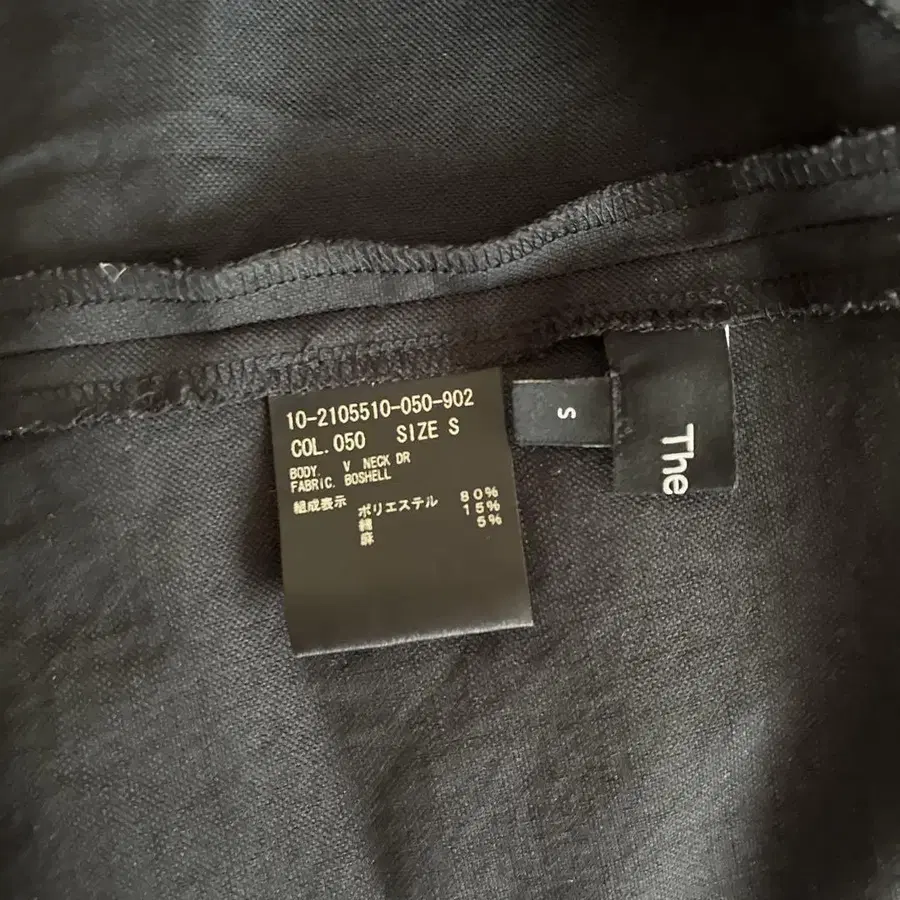 10-2105510-050-902
COL.050 SIZE S
BODY. V NECK DR
FABRIC. BOSHELL
組成表示
ポリエステル 80%
綿 15%
麻 5%
S
The